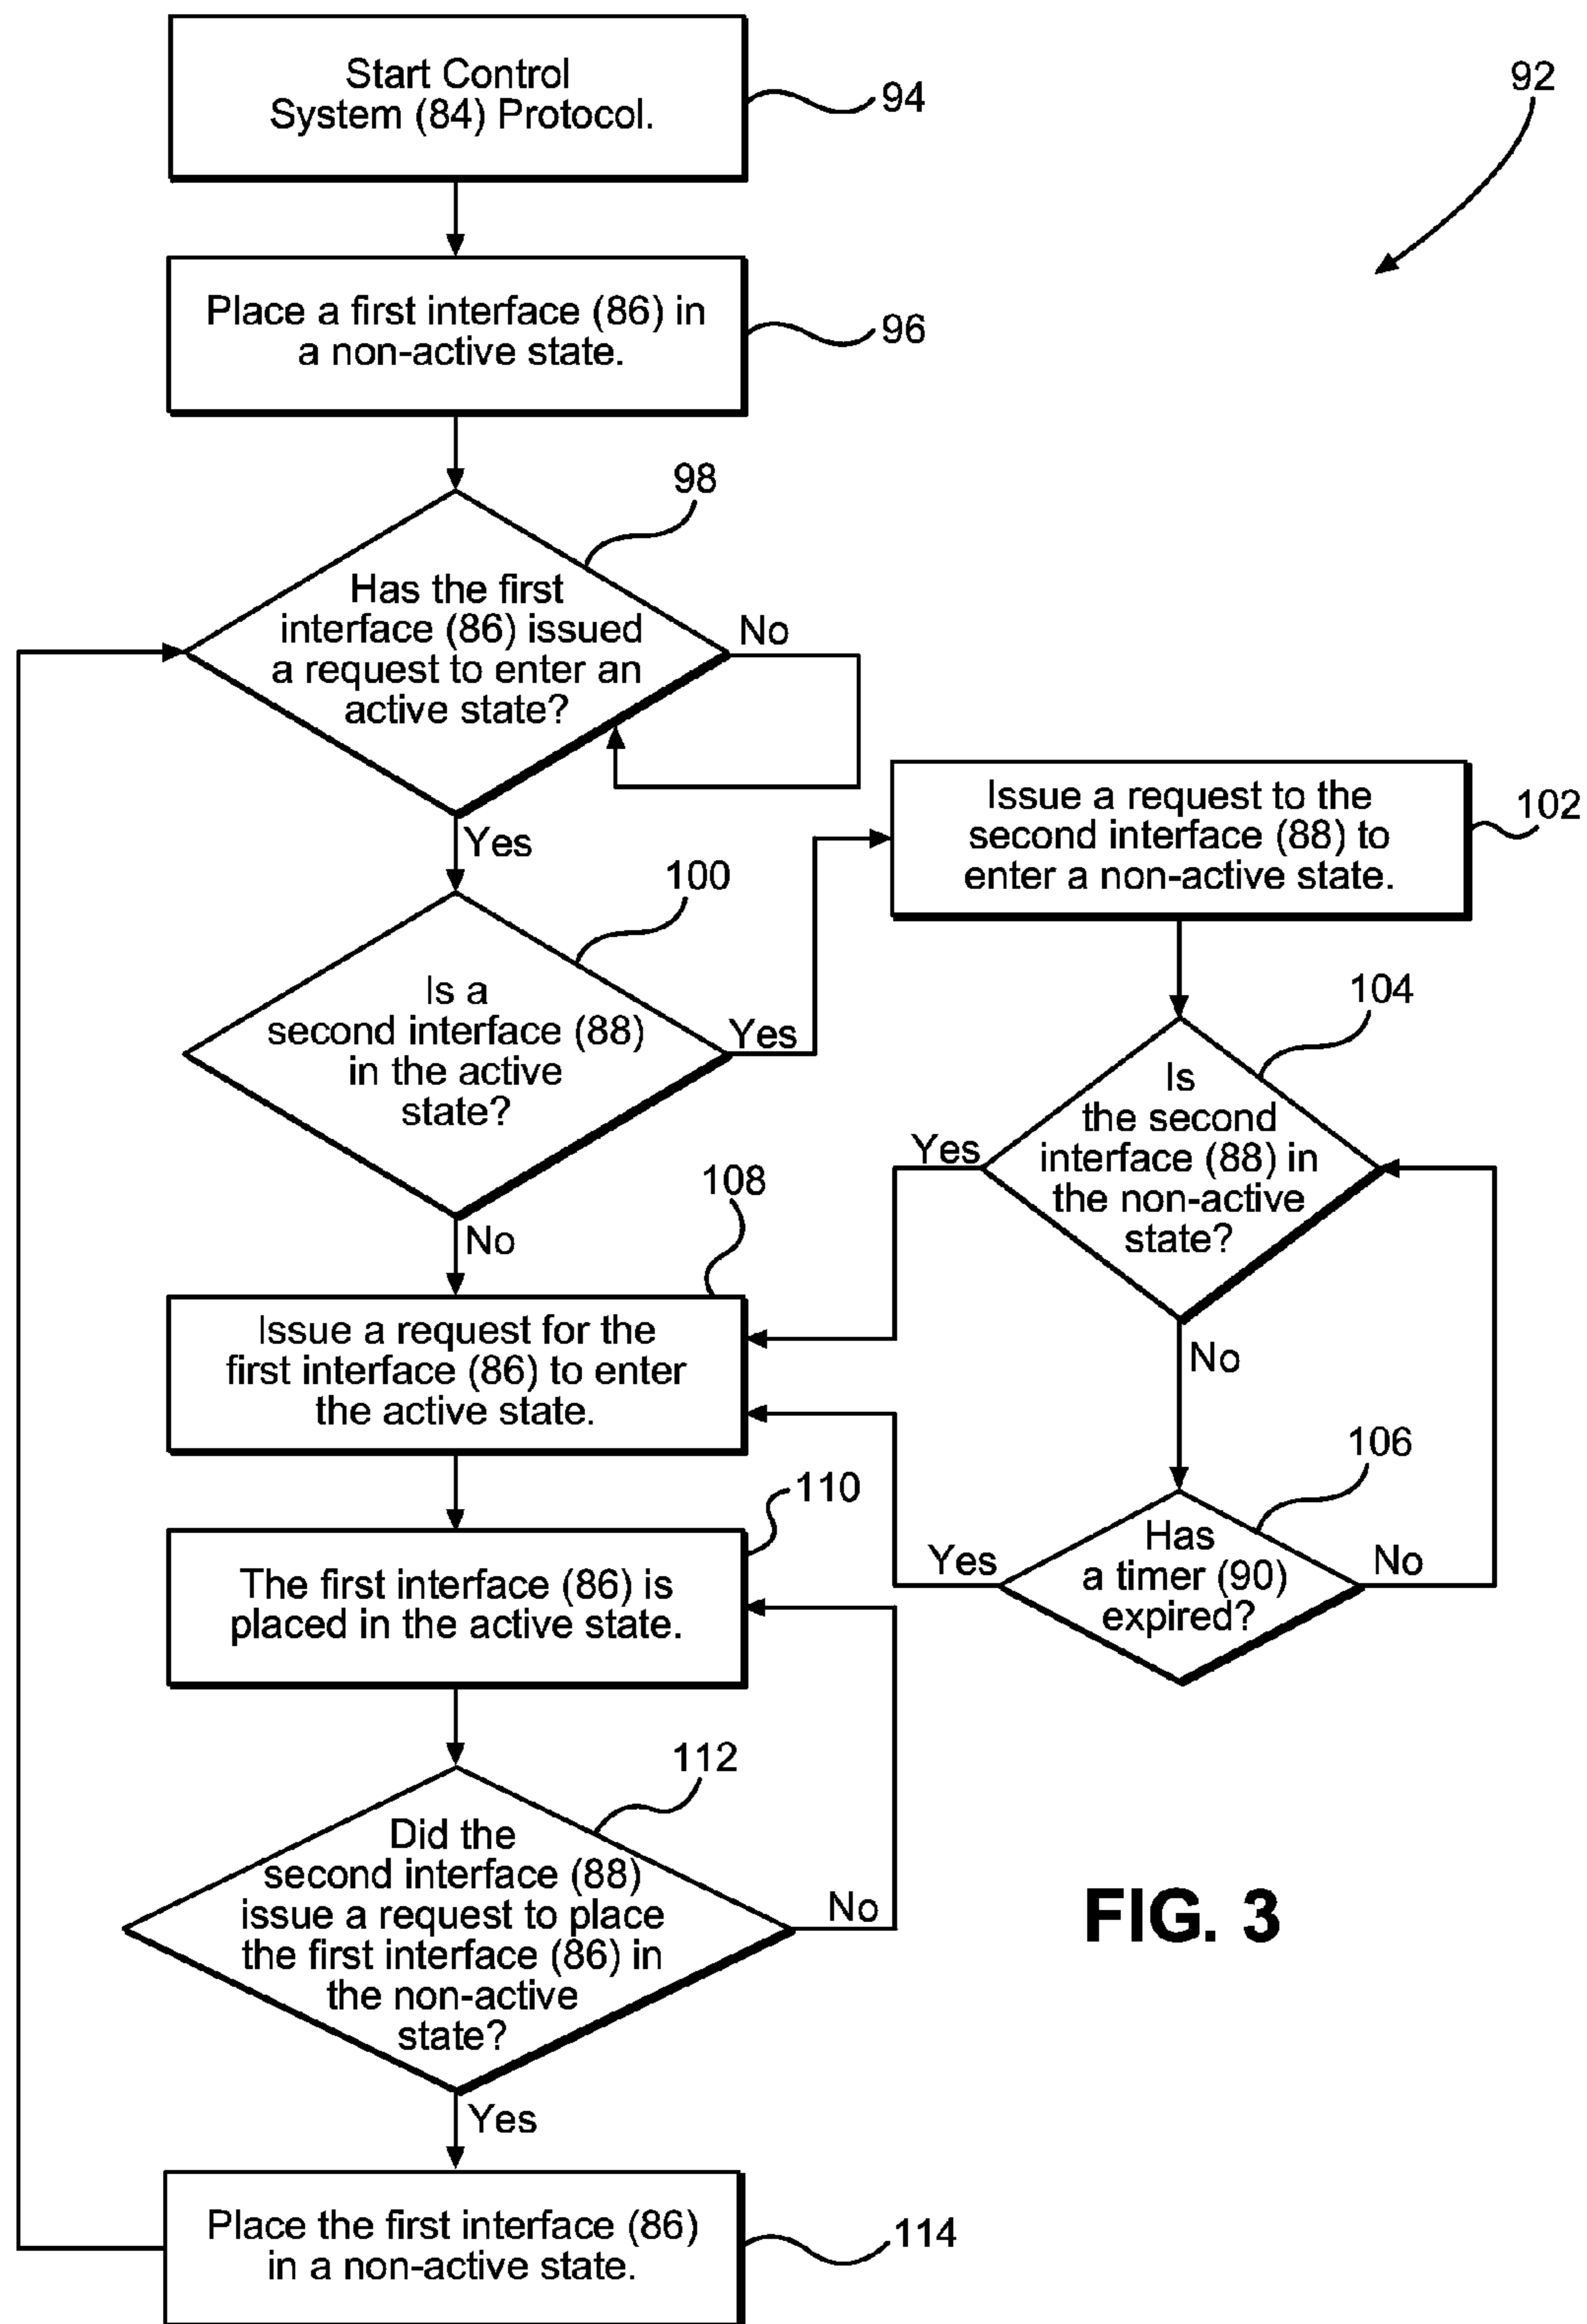 Start Control
System (84) Protocol.
94
92
Place a first interface (86) in
a non-active state.
96
98
Has the first
interface (86) issued
a request to enter an
active state?
No
Yes
100
Is a
second interface (88)
in the active
state?
Yes
No
Issue a request to the
second interface (88) to
enter a non-active state.
102
104
Is
the second
interface (88) in
the non-active
state?
Yes
No
106
Has
a timer (90)
expired?
Yes
No
108
Issue a request for the
first interface (86) to enter
the active state.
110
The first interface (86) is
placed in the active state.
112
Did the
second interface (88)
issue a request to place
the first interface (86) in
the non-active
state?
No
Yes
Place the first interface (86)
in a non-active state.
114
FIG. 3